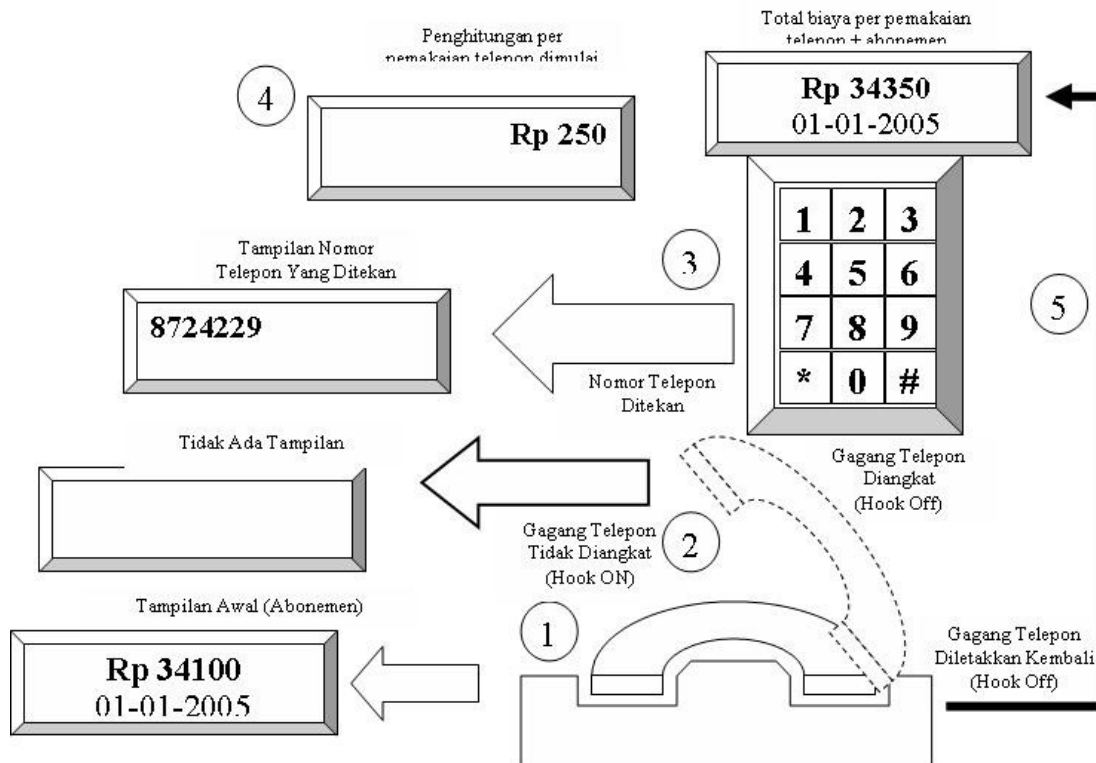 Total biaya per pemakaian
telepon + abonemen
Penghitungan per
pemakaian telepon dimulai
4
Rp 250
Rp 34350
01-01-2005
1 2 3
4 5 6
7 8 9
* 0 #
5
Tampilan Nomor
Telepon Yang Ditekan
8724229
3
Nomor Telepon
Ditekan
Tidak Ada Tampilan
Gagang Telepon
Diangkat
(Hook Off)
Gagang Telepon
Tidak Diangkat
(Hook ON)
2
Tampilan Awal (Abonemen)
Rp 34100
01-01-2005
1
Gagang Telepon
Diletakkan Kembali
(Hook Off)